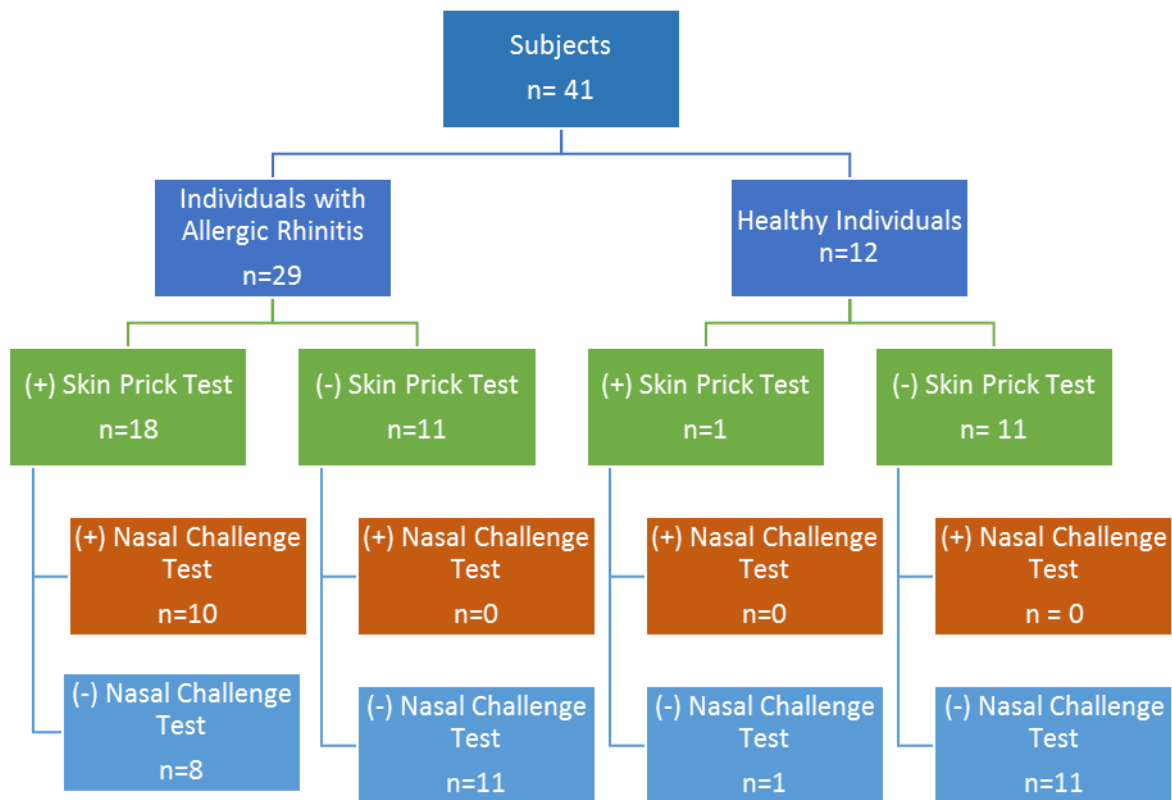 Subjects
n= 41
Individuals with
Allergic Rhinitis
n=29
Healthy Individuals
n=12
(+) Skin Prick Test
n=18
(-) Skin Prick Test
n=11
(+) Skin Prick Test
n=1
(-) Skin Prick Test
n= 11
(+) Nasal Challenge
Test
n=10
(+) Nasal Challenge
Test
n=0
(+) Nasal Challenge
Test
n=0
(+) Nasal Challenge
Test
n = 0
(-) Nasal Challenge
Test
n=8
(-) Nasal Challenge
Test
n=11
(-) Nasal Challenge
Test
n=1
(-) Nasal Challenge
Test
n=11